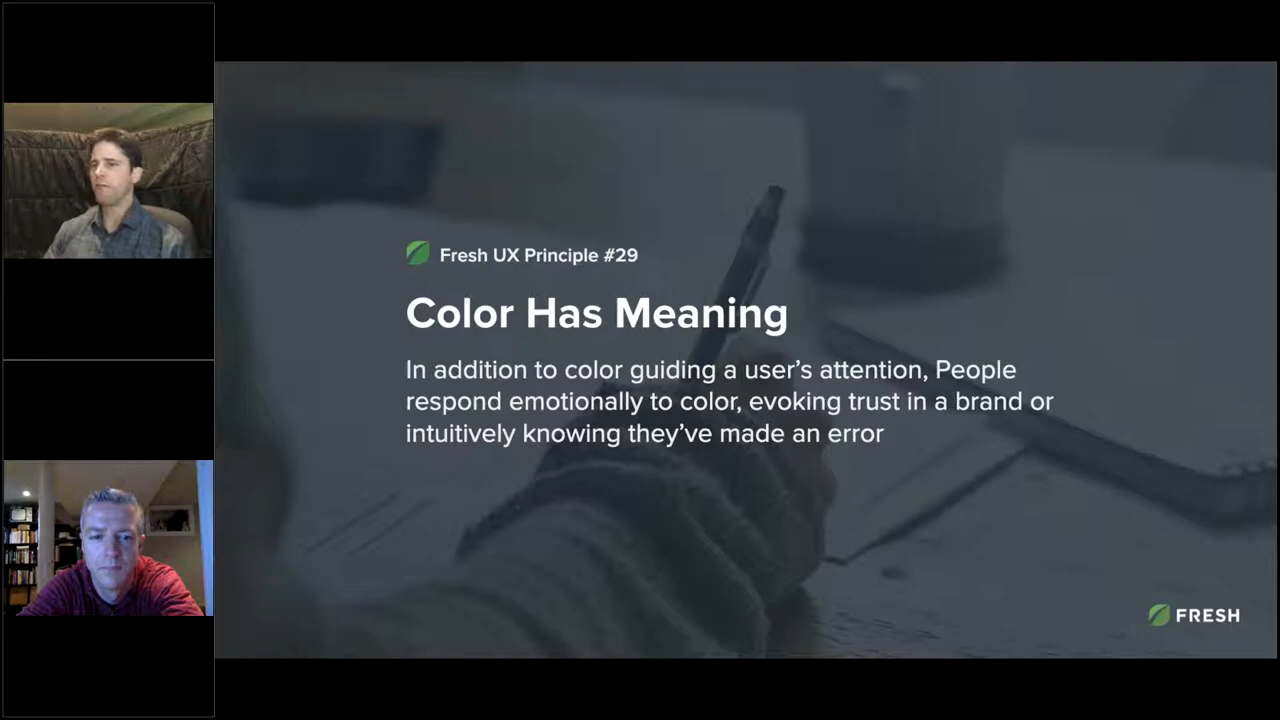 Fresh UX Principle #29
Color Has Meaning
In addition to color guiding a user’s attention, People
respond emotionally to color, evoking trust in a brand or
intuitively knowing they’ve made an error
FRESH